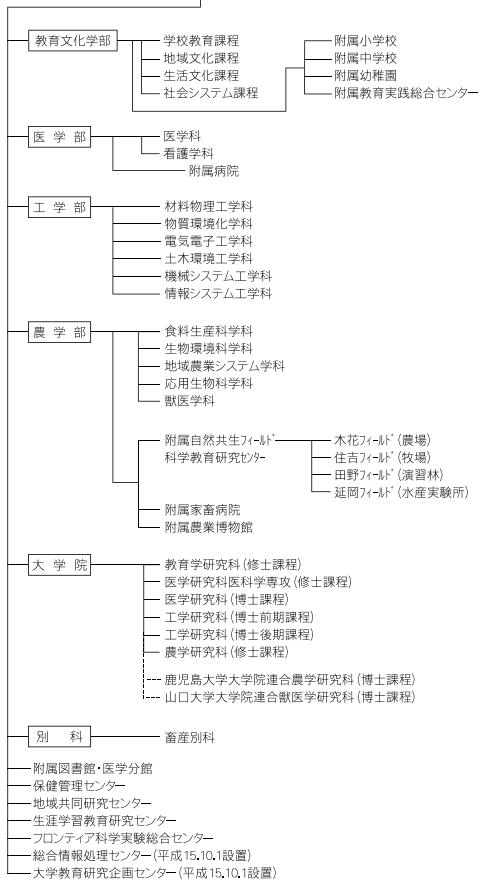 教育文化学部
学校教育課程
地域文化課程
生活文化課程
社会システム課程
附属小学校
附属中学校
附属幼稚園
附属教育実践総合センター
医学部
医学科
看護学科
附属病院
工学部
材料物理工学科
物質環境化学科
電気電子工学科
土木環境工学科
機械システム工学科
情報システム工学科
農学部
食料生産科学科
生物環境科学科
地域農業システム学科
応用生物科学科
獣医学科
附属自然共生フィールド
科学教育研究センター
木花フィールド(農場)
住吉フィールド(牧場)
田野フィールド(演習林)
延岡フィールド(水産実験所)
附属家畜病院
附属農業博物館
大学院
教育学研究科(修士課程)
医学研究科医科学専攻(修士課程)
医学研究科(博士課程)
工学研究科(博士前期課程)
工学研究科(博士後期課程)
農学研究科(修士課程)
鹿児島大学大学院連合農学研究科(博士課程)
山口大学大学院連合獣医学研究科(博士課程)
別科
畜産別科
附属図書館・医学分館
保健管理センター
地域共同研究センター
生涯学習教育研究センター
フロンティア科学実験総合センター
総合情報処理センター(平成15.10.1設置)
大学教育研究企画センター(平成15.10.1設置)